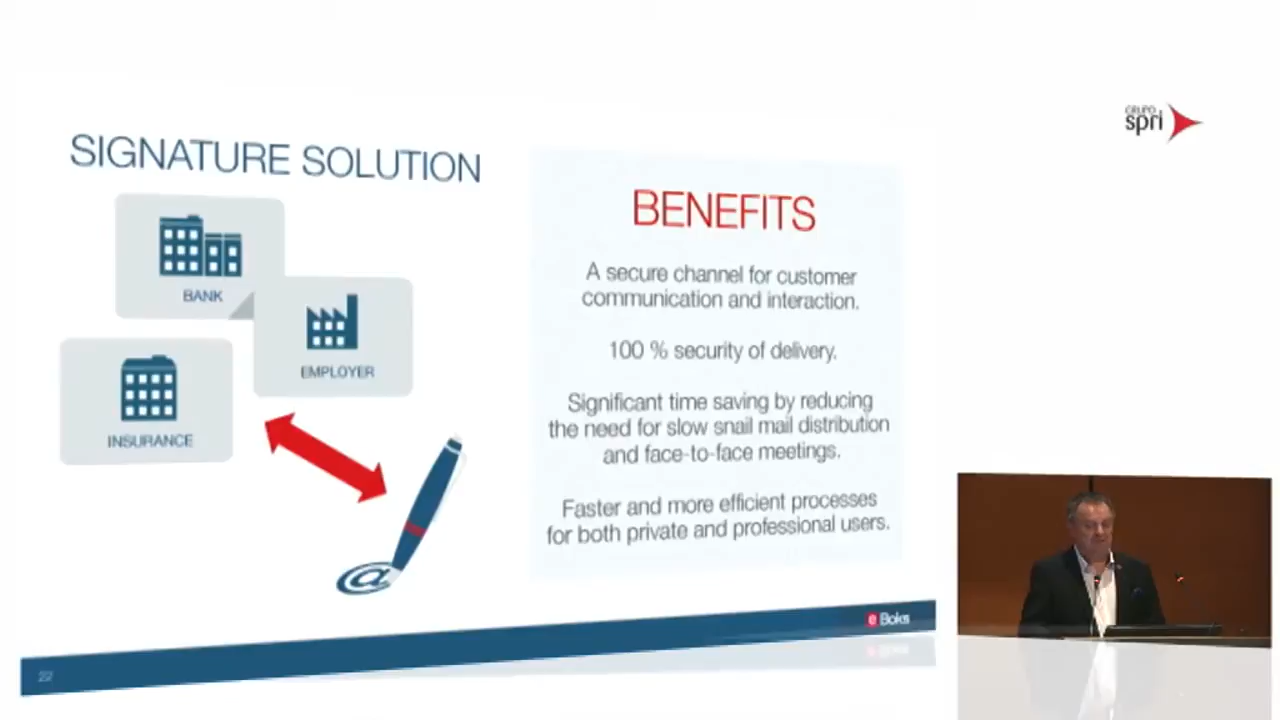 GRUPO
spri
SIGNATURE SOLUTION
BANK
EMPLOYER
INSURANCE
BENEFITS
A secure channel for customer
communication and interaction.
100 % security of delivery.
Significant time saving by reducing
the need for slow snail mail distribution
and face-to-face meetings.
Faster and more efficient processes
for both private and professional users.
@
e Boks
22